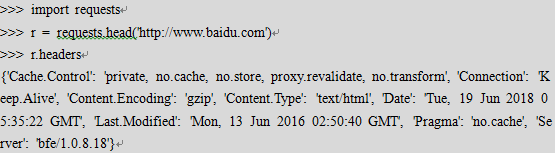 >>> import requests↵
>>> r = requests.head('http://www.baidu.com')↵
>>> r.headers↵
{'Cache.Control': 'private, no.cache, no.store, proxy.revalidate, no.transform', 'Connection': 'K
eep.Alive', 'Content.Encoding': 'gzip', 'Content.Type': 'text/html', 'Date': 'Tue, 19 Jun 2018 0
5:35:22 GMT', 'Last.Modified': 'Mon, 13 Jun 2016 02:50:40 GMT', 'Pragma': 'no.cache', 'Se
rver': 'bfe/1.0.8.18'}↵